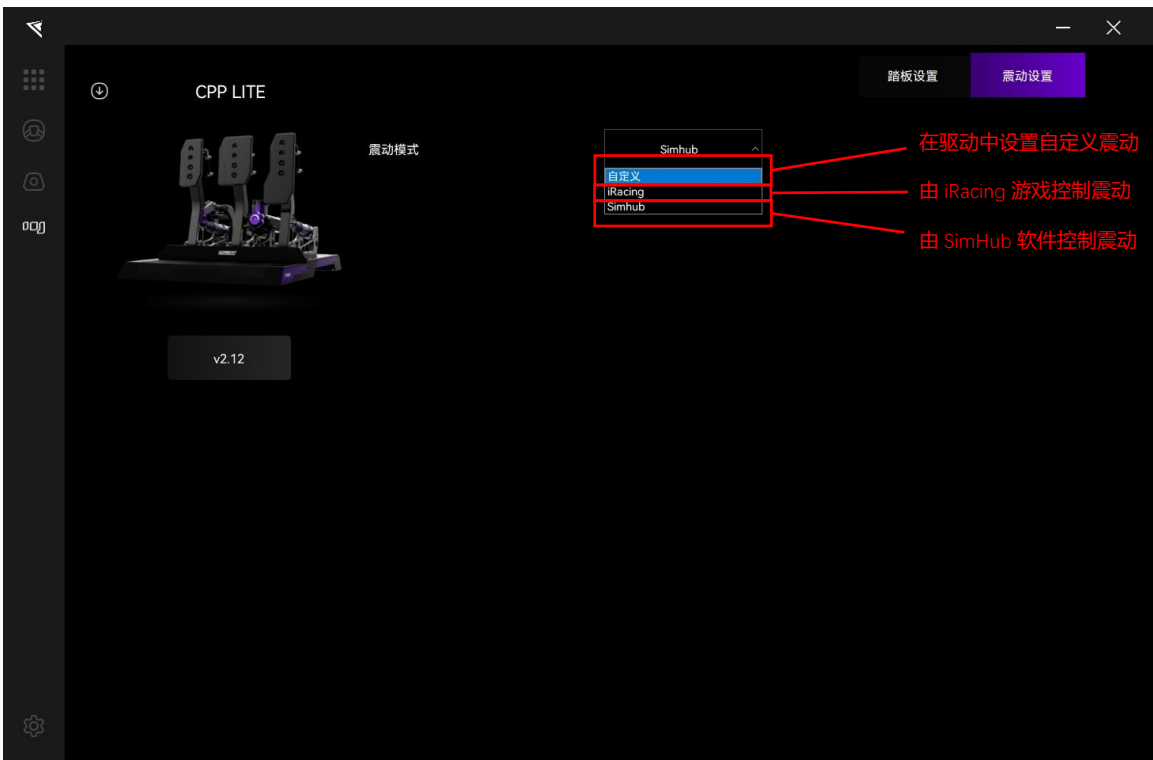 踏板设置
震动设置
CPP LITE
震动模式
Simhub
自定义
iRacing
Simhub
在驱动中设置自定义震动
由 iRacing 游戏控制震动
由 SimHub 软件控制震动
v2.12